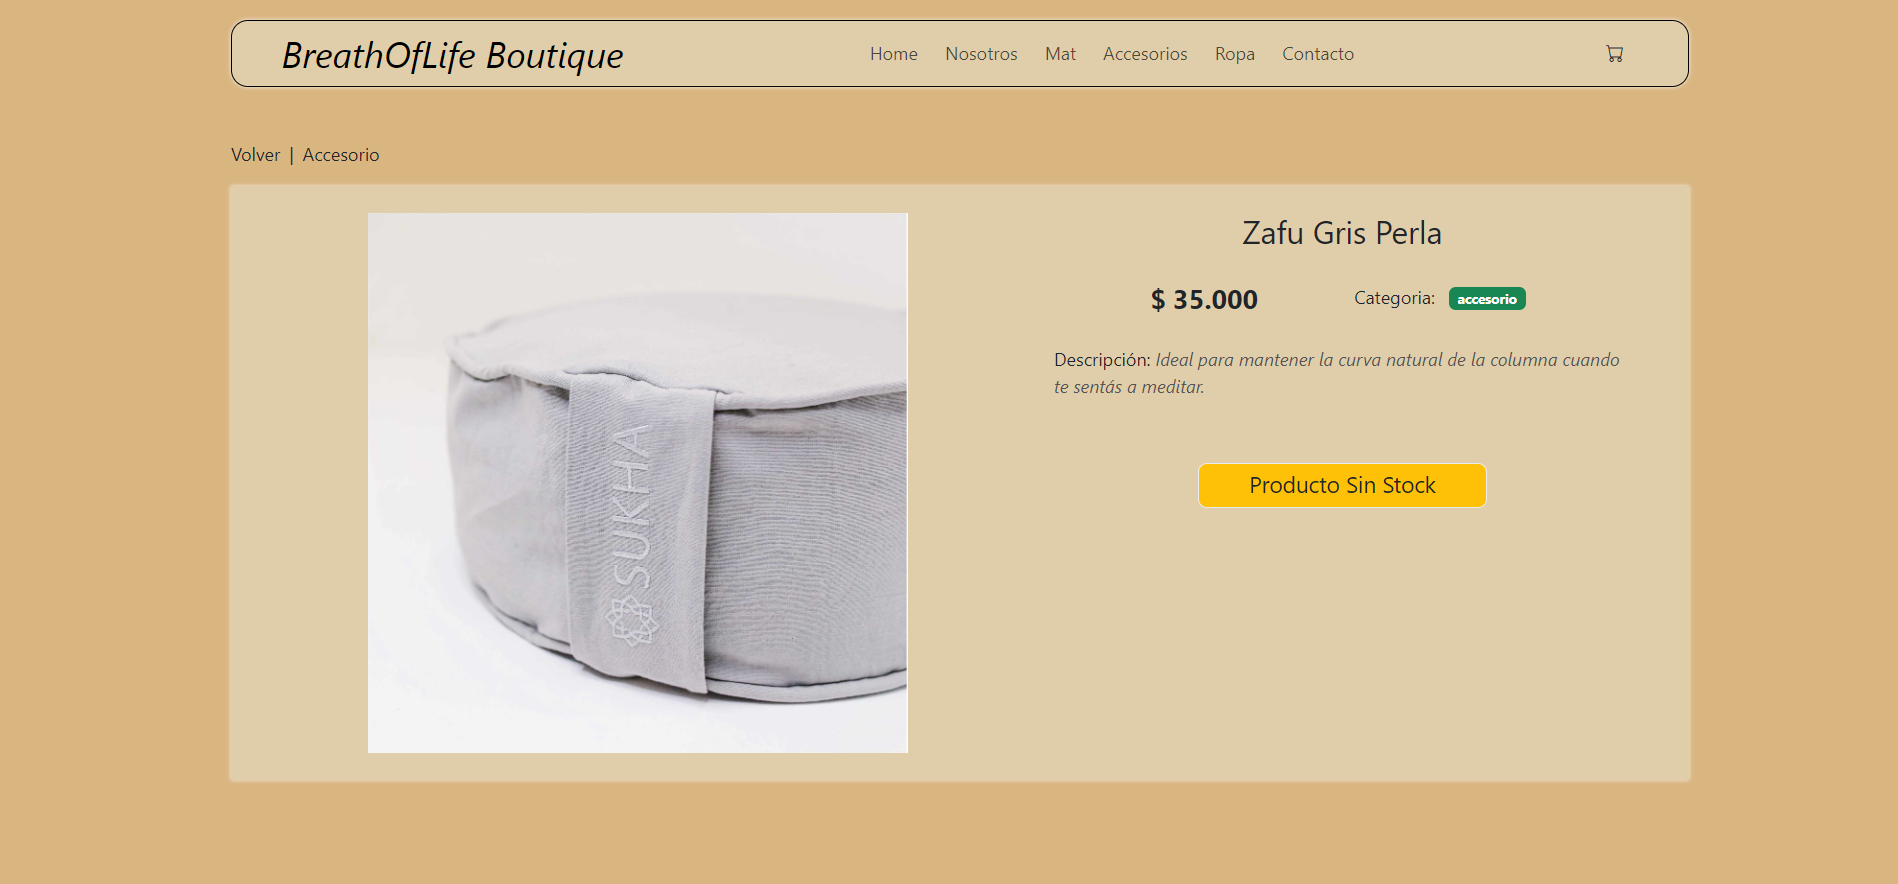 BreathOfLife Boutique
Home Nosotros Mat Accesorios Ropa Contacto
Volver | Accesorio
SUKHA
Zafu Gris Perla
$ 35.000
Categoria: accesorio
Descripción: Ideal para mantener la curva natural de la columna cuando
te sentás a meditar.
Producto Sin Stock